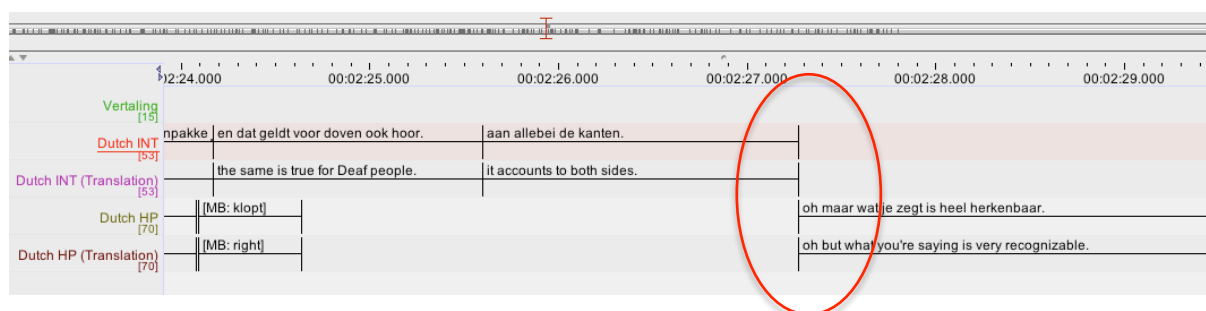 02:24.000 00:02:25.000 00:02:26.000 00:02:27.000 00:02:28.000 00:02:29.000
Vertaling
[15]
Dutch INT npakke en dat geldt voor doven ook hoor. aan allebei de kanten.
[53]
Dutch INT (Translation) the same is true for Deaf people. it accounts to both sides.
[53]
Dutch HP [MB: klopt] oh maar wat je zegt is heel herkenbaar.
[70]
Dutch HP (Translation) [MB: right] oh but what you're saying is very recognizable.
[70]